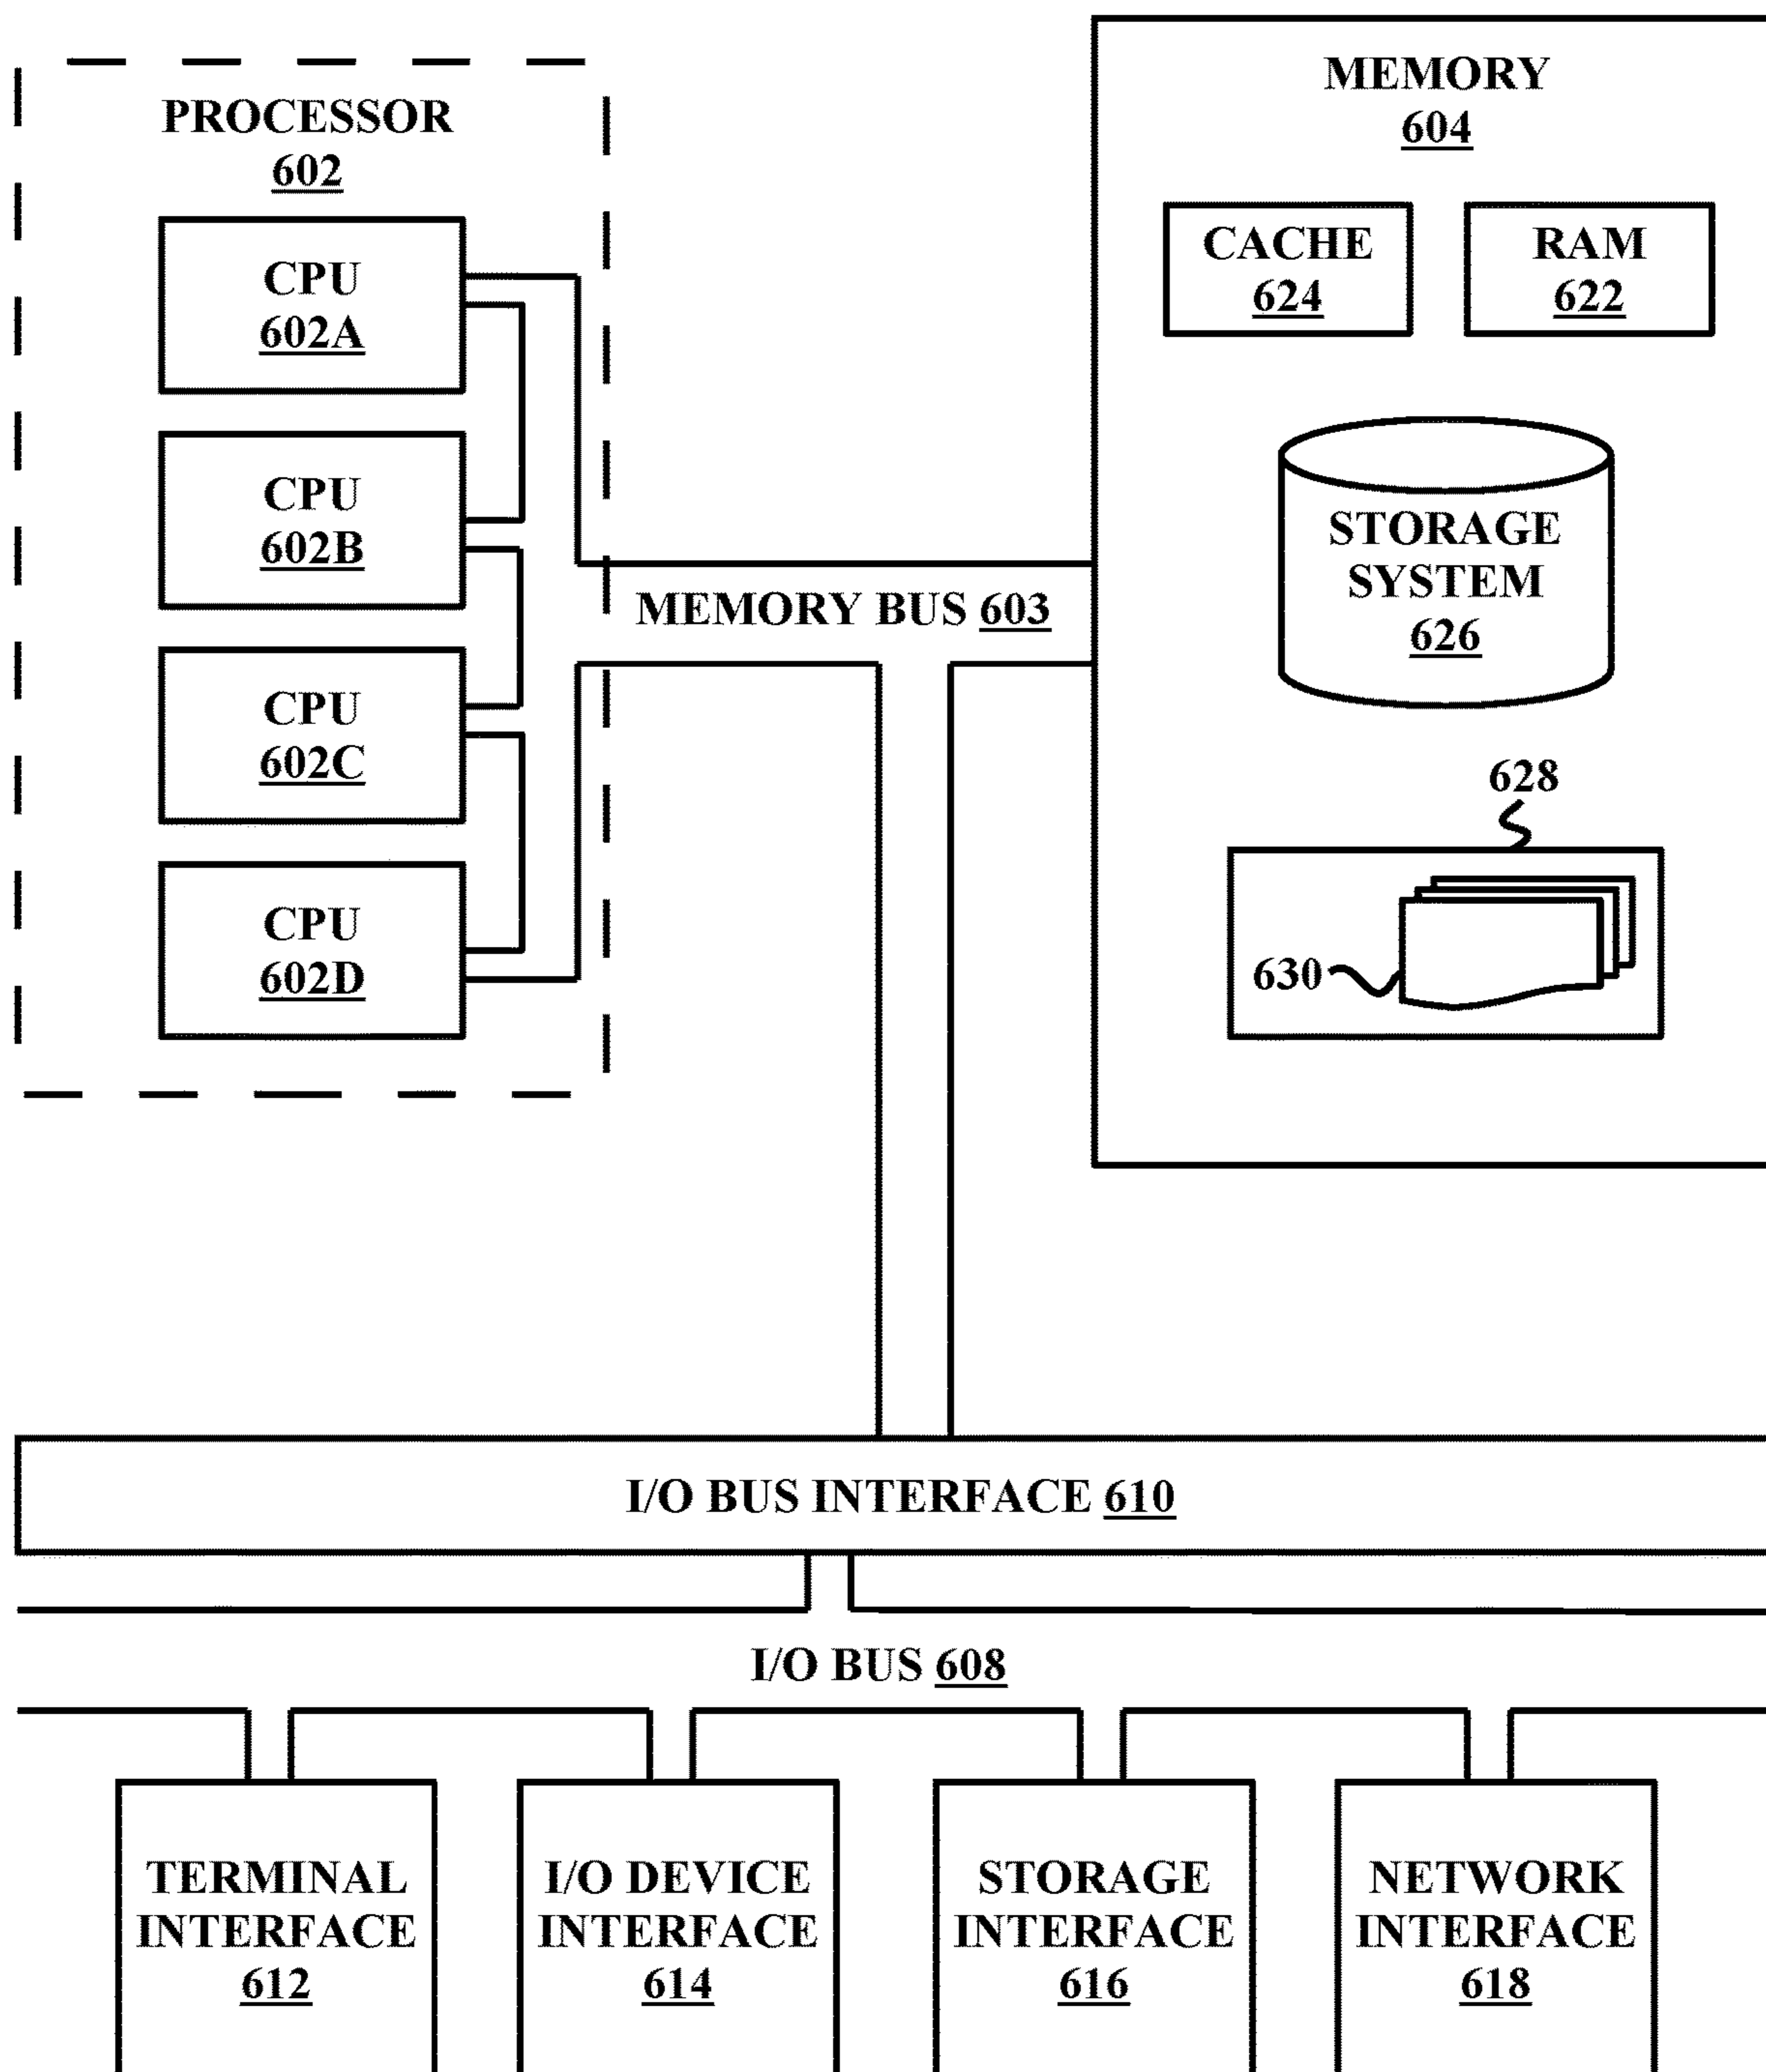 PROCESSOR
602
CPU
602A
CPU
602B
CPU
602C
CPU
602D
MEMORY BUS 603
MEMORY
604
CACHE
624
RAM
622
STORAGE
SYSTEM
626
628
630
I/O BUS INTERFACE 610
I/O BUS 608
TERMINAL
INTERFACE
612
I/O DEVICE
INTERFACE
614
STORAGE
INTERFACE
616
NETWORK
INTERFACE
618